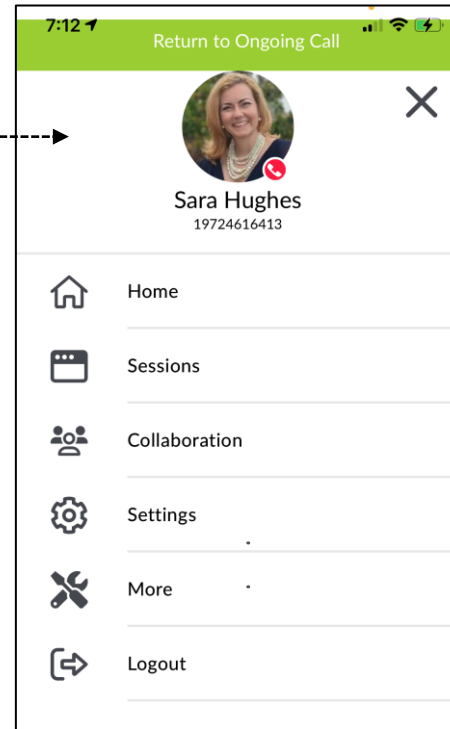 7:12
Return to Ongoing Call
Sara Hughes
19724616413
Home
Sessions
Collaboration
Settings
More
Logout